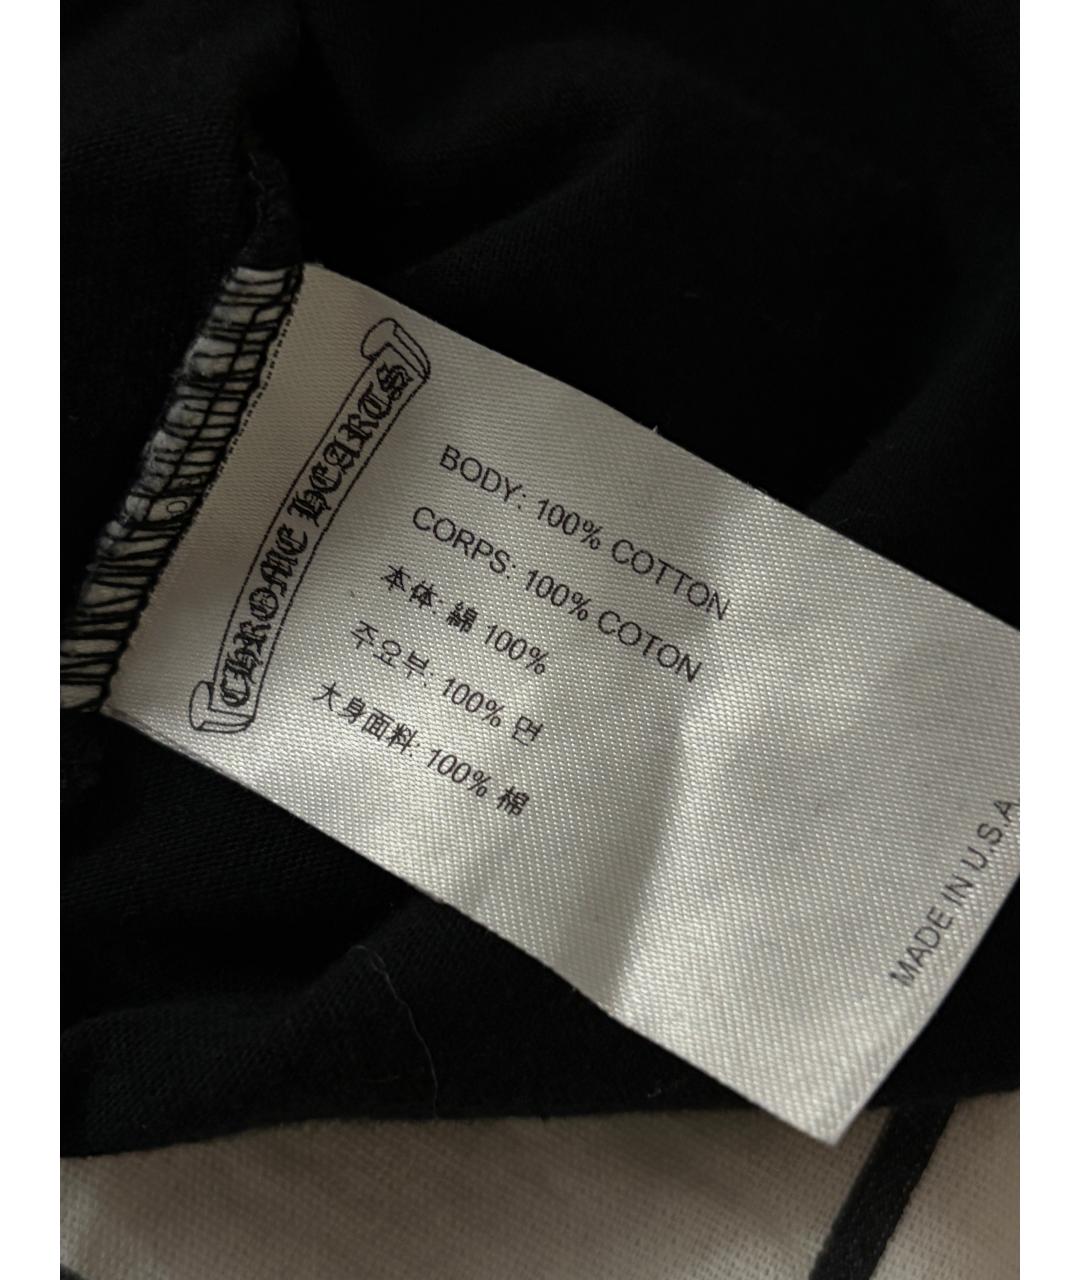 CHROME HEARTS
BODY: 100% COTTON
CORPS: 100% COTON
本体: 綿 100%
주요부: 100% 면
大身面料: 100% 棉
MADE IN U.S.A